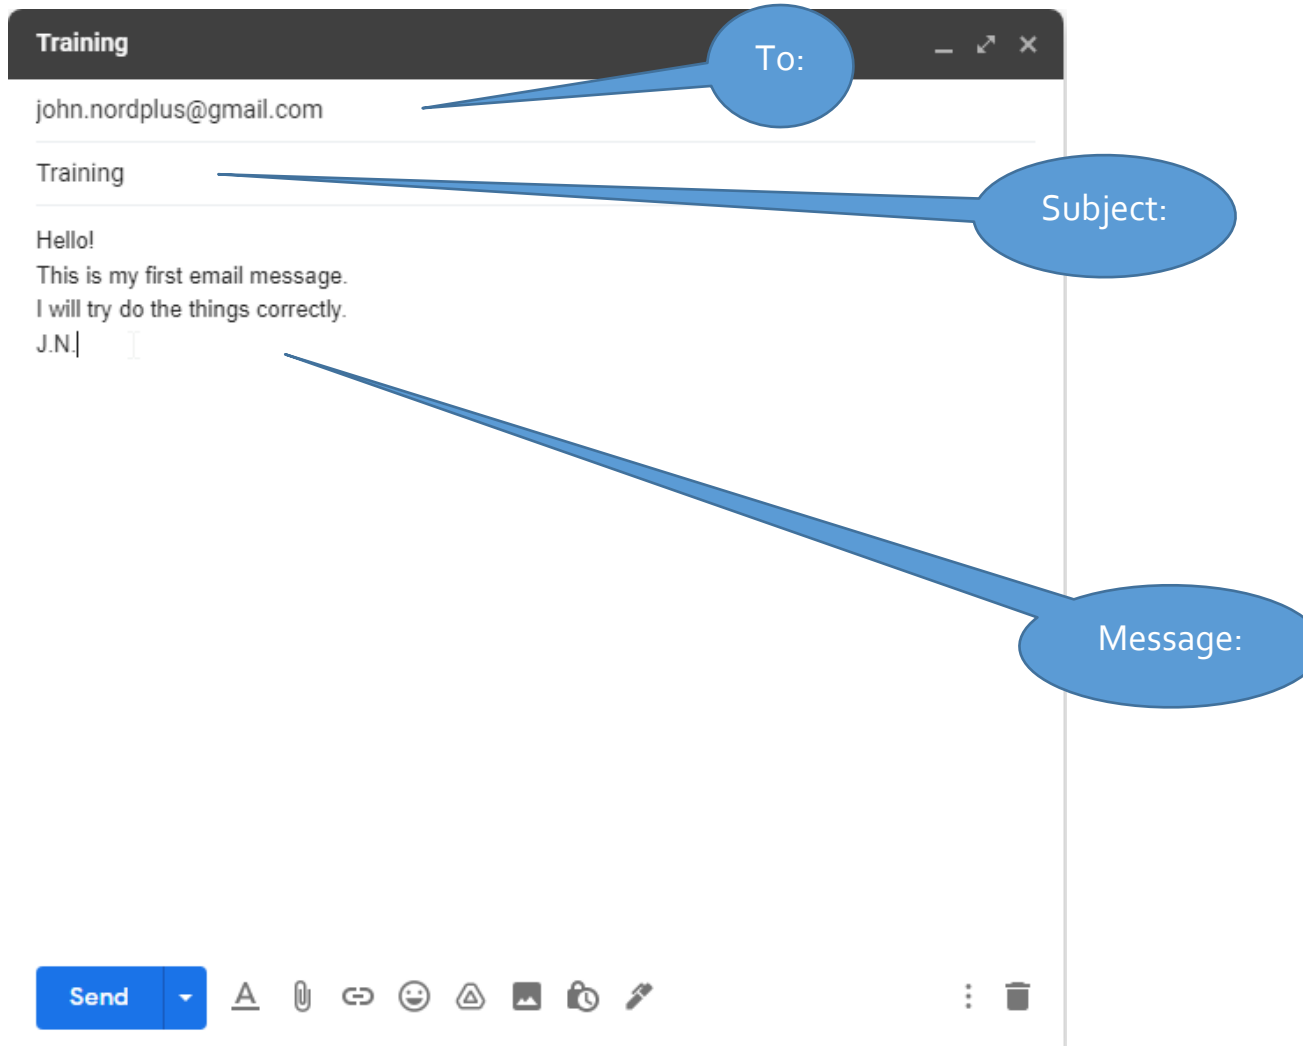 Training
To:
john.nordplus@gmail.com
Training
Subject:
Hello!
This is my first email message.
I will try do the things correctly.
J.N.
Message:
Send